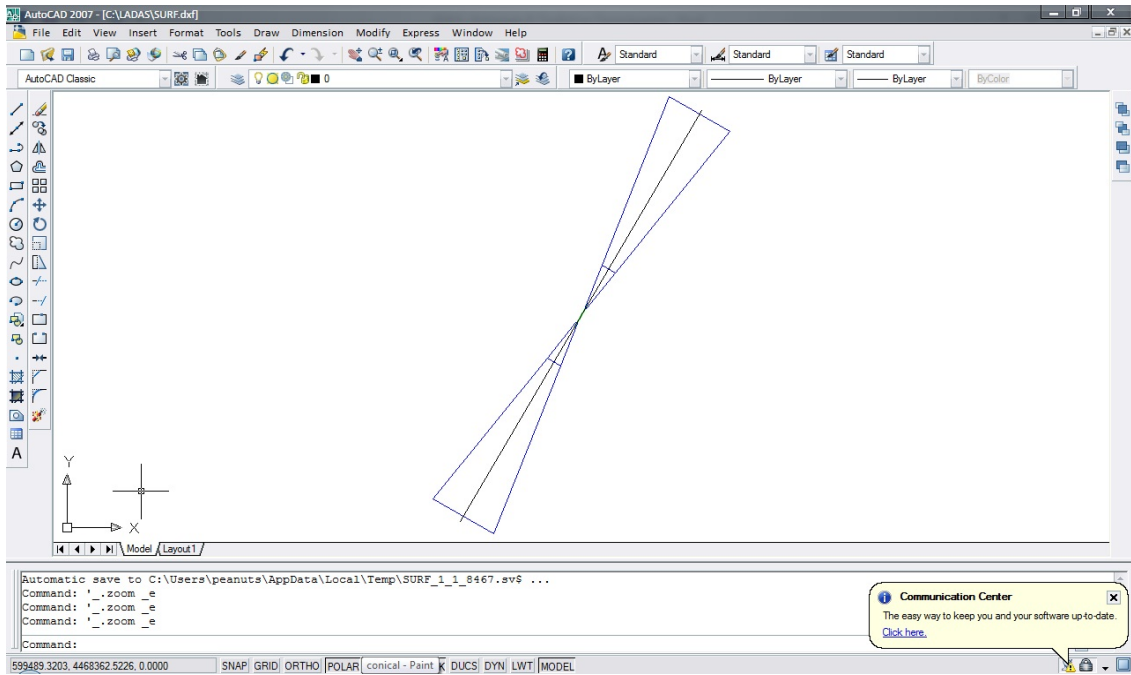 AutoCAD 2007 - [C:\LADAS\SURF.dxf]
File Edit View Insert Format Tools Draw Dimension Modify Express Window Help
Standard Standard Standard
AutoCAD Classic 0 ByLayer ByLayer ByLayer ByColor
A
Y
X
Model Layout1
Automatic save to C:\Users\peanuts\AppData\Local\Temp\SURF_1_1_8467.sv$ ...
Command: '_.zoom _e
Command: '_.zoom _e
Command: '_.zoom _e
Command:
Communication Center
The easy way to keep you and your software up-to-date.
Click here.
599489.3203, 4468362.5226, 0.0000 SNAP GRID ORTHO POLAR conical - Paint K DUCS DYN LWT MODEL